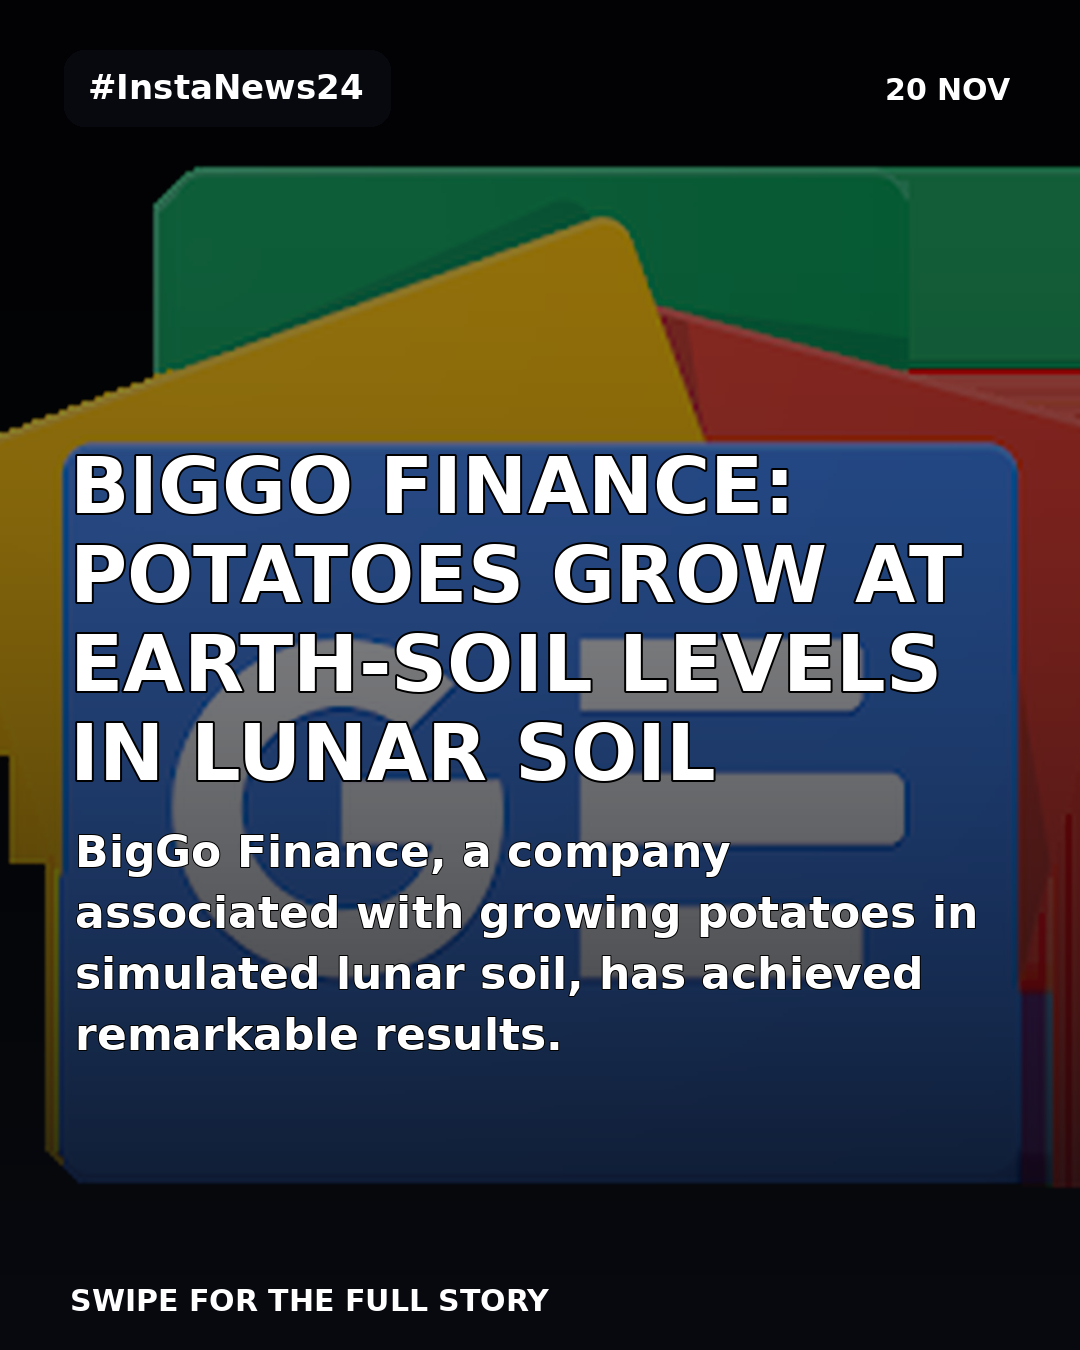 #InstaNews24
20 NOV
BIGGO FINANCE:
POTATOES GROW AT
EARTH-SOIL LEVELS
IN LUNAR SOIL
BigGo Finance, a company
associated with growing potatoes in
simulated lunar soil, has achieved
remarkable results.
SWIPE FOR THE FULL STORY